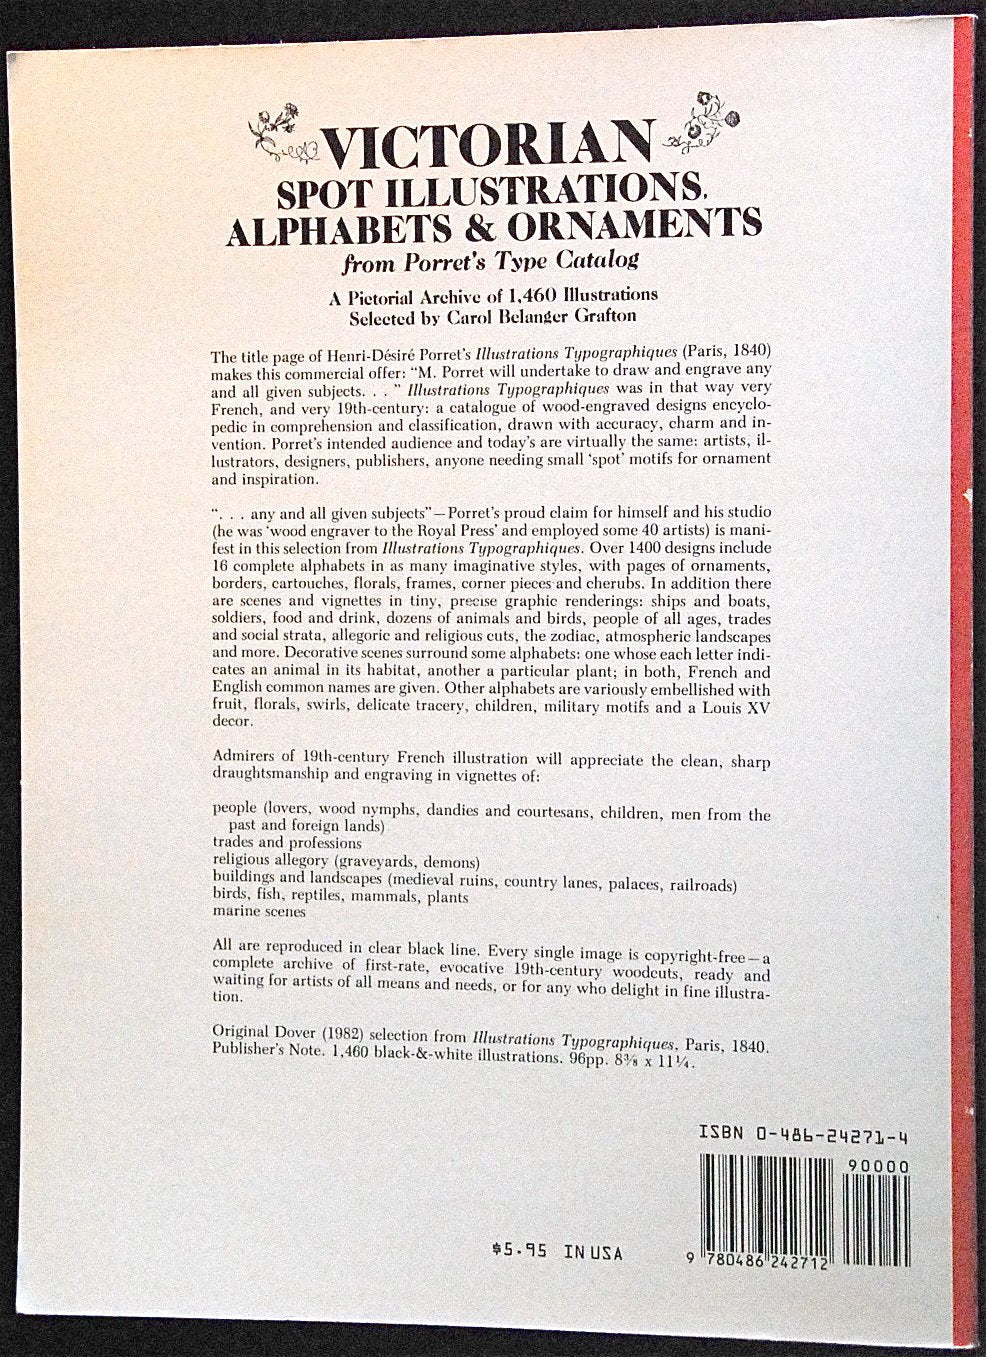 VICTORIAN
SPOT ILLUSTRATIONS,
ALPHABETS & ORNAMENTS
from Porret's Type Catalog
A Pictorial Archive of 1,460 Illustrations
Selected by Carol Belanger Grafton
The title page of Henri-Désiré Porret's Illustrations Typographiques (Paris, 1840)
makes this commercial offer: "M. Porret will undertake to draw and engrave any
and all given subjects. . . " Illustrations Typographiques was in that way very
French, and very 19th-century: a catalogue of wood-engraved designs encyclo-
pedic in comprehension and classification, drawn with accuracy, charm and in-
vention. Porret's intended audience and today's are virtually the same: artists, il-
lustrators, designers, publishers, anyone needing small 'spot' motifs for ornament
and inspiration.
". . . any and all given subjects"—Porret's proud claim for himself and his studio
(he was 'wood engraver to the Royal Press' and employed some 40 artists) is mani-
fest in this selection from Illustrations Typographiques. Over 1400 designs include
16 complete alphabets in as many imaginative styles, with pages of ornaments,
borders, cartouches, florals, frames, corner pieces and cherubs. In addition there
are scenes and vignettes in tiny, precise graphic renderings: ships and boats,
soldiers, food and drink, dozens of animals and birds, people of all ages, trades
and social strata, allegoric and religious cuts, the zodiac, atmospheric landscapes
and more. Decorative scenes surround some alphabets: one whose each letter indi-
cates an animal in its habitat, another a particular plant; in both, French and
English common names are given. Other alphabets are variously embellished with
fruit, florals, swirls, delicate tracery, children, military motifs and a Louis XV
decor.
Admirers of 19th-century French illustration will appreciate the clean, sharp
draughtsmanship and engraving in vignettes of:
people (lovers, wood nymphs, dandies and courtesans, children, men from the
past and foreign lands)
trades and professions
religious allegory (graveyards, demons)
buildings and landscapes (medieval ruins, country lanes, palaces, railroads)
birds, fish, reptiles, mammals, plants
marine scenes
All are reproduced in clear black line. Every single image is copyright-free—a
complete archive of first-rate, evocative 19th-century woodcuts, ready and
waiting for artists of all means and needs, or for any who delight in fine illustra-
tion.
Original Dover (1982) selection from Illustrations Typographiques, Paris, 1840.
Publisher's Note. 1,460 black-&-white illustrations. 96pp. 8⅜ x 11¼.
ISBN 0-486-24271-4
90000
$5.95 IN USA
9 780486 242712